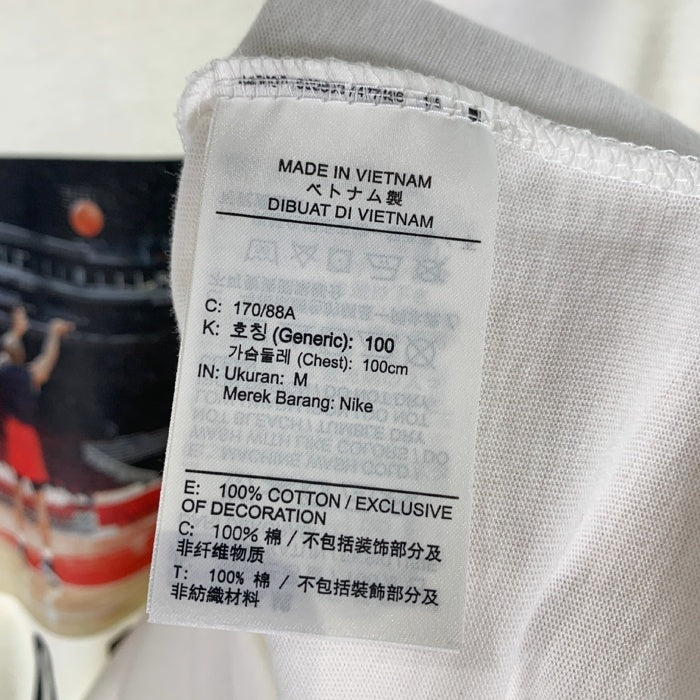 MADE IN VIETNAM
ベトナム製
DIBUAT DI VIETNAM
C: 170/88A
K: 호칭 (Generic): 100
가슴둘레 (Chest): 100cm
IN: Ukuran: M
Merek Barang: Nike
E: 100% COTTON / EXCLUSIVE
OF DECORATION
C: 100% 棉 / 不包括装饰部分及
非纤维物质
T: 100% 棉 / 不包括裝飾部分及
非紡織材料